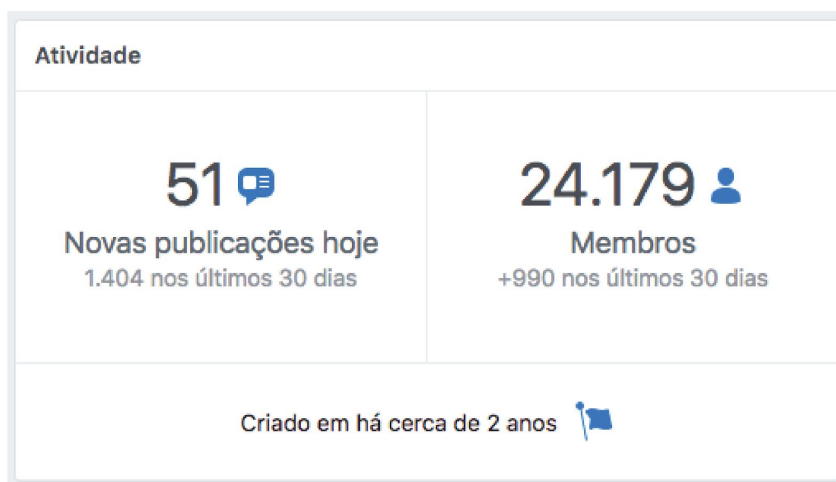 Atividade
51
Novas publicações hoje
1.404 nos últimos 30 dias
24.179
Membros
+990 nos últimos 30 dias
Criado em há cerca de 2 anos